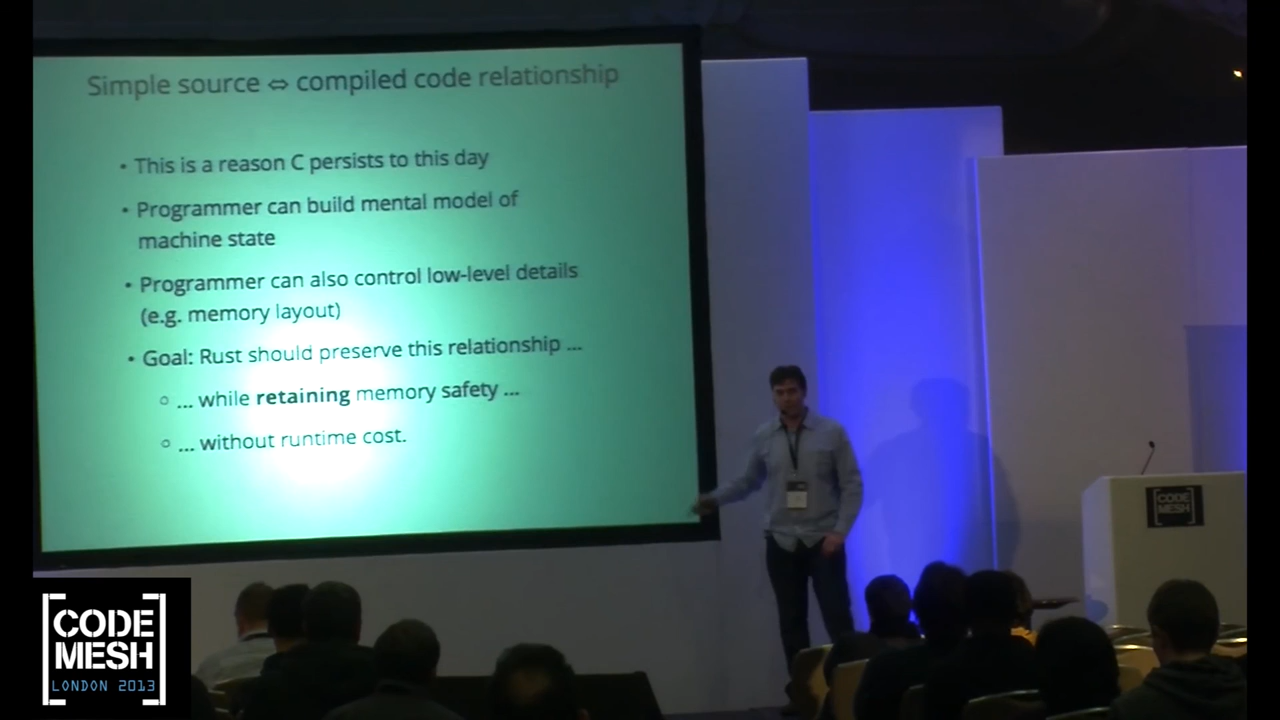 Simple source ⇔ compiled code relationship
• This is a reason C persists to this day
• Programmer can build mental model of
machine state
• Programmer can also control low-level details
(e.g. memory layout)
• Goal: Rust should preserve this relationship ...
○ ... while retaining memory safety ...
○ ... without runtime cost.
[CODE
MESH]
[CODE
MESH]
LONDON 2013